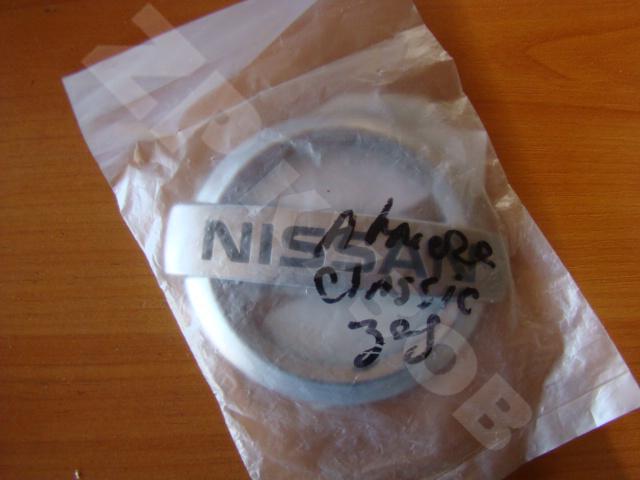 NISSAN
Almera
Classic
зад